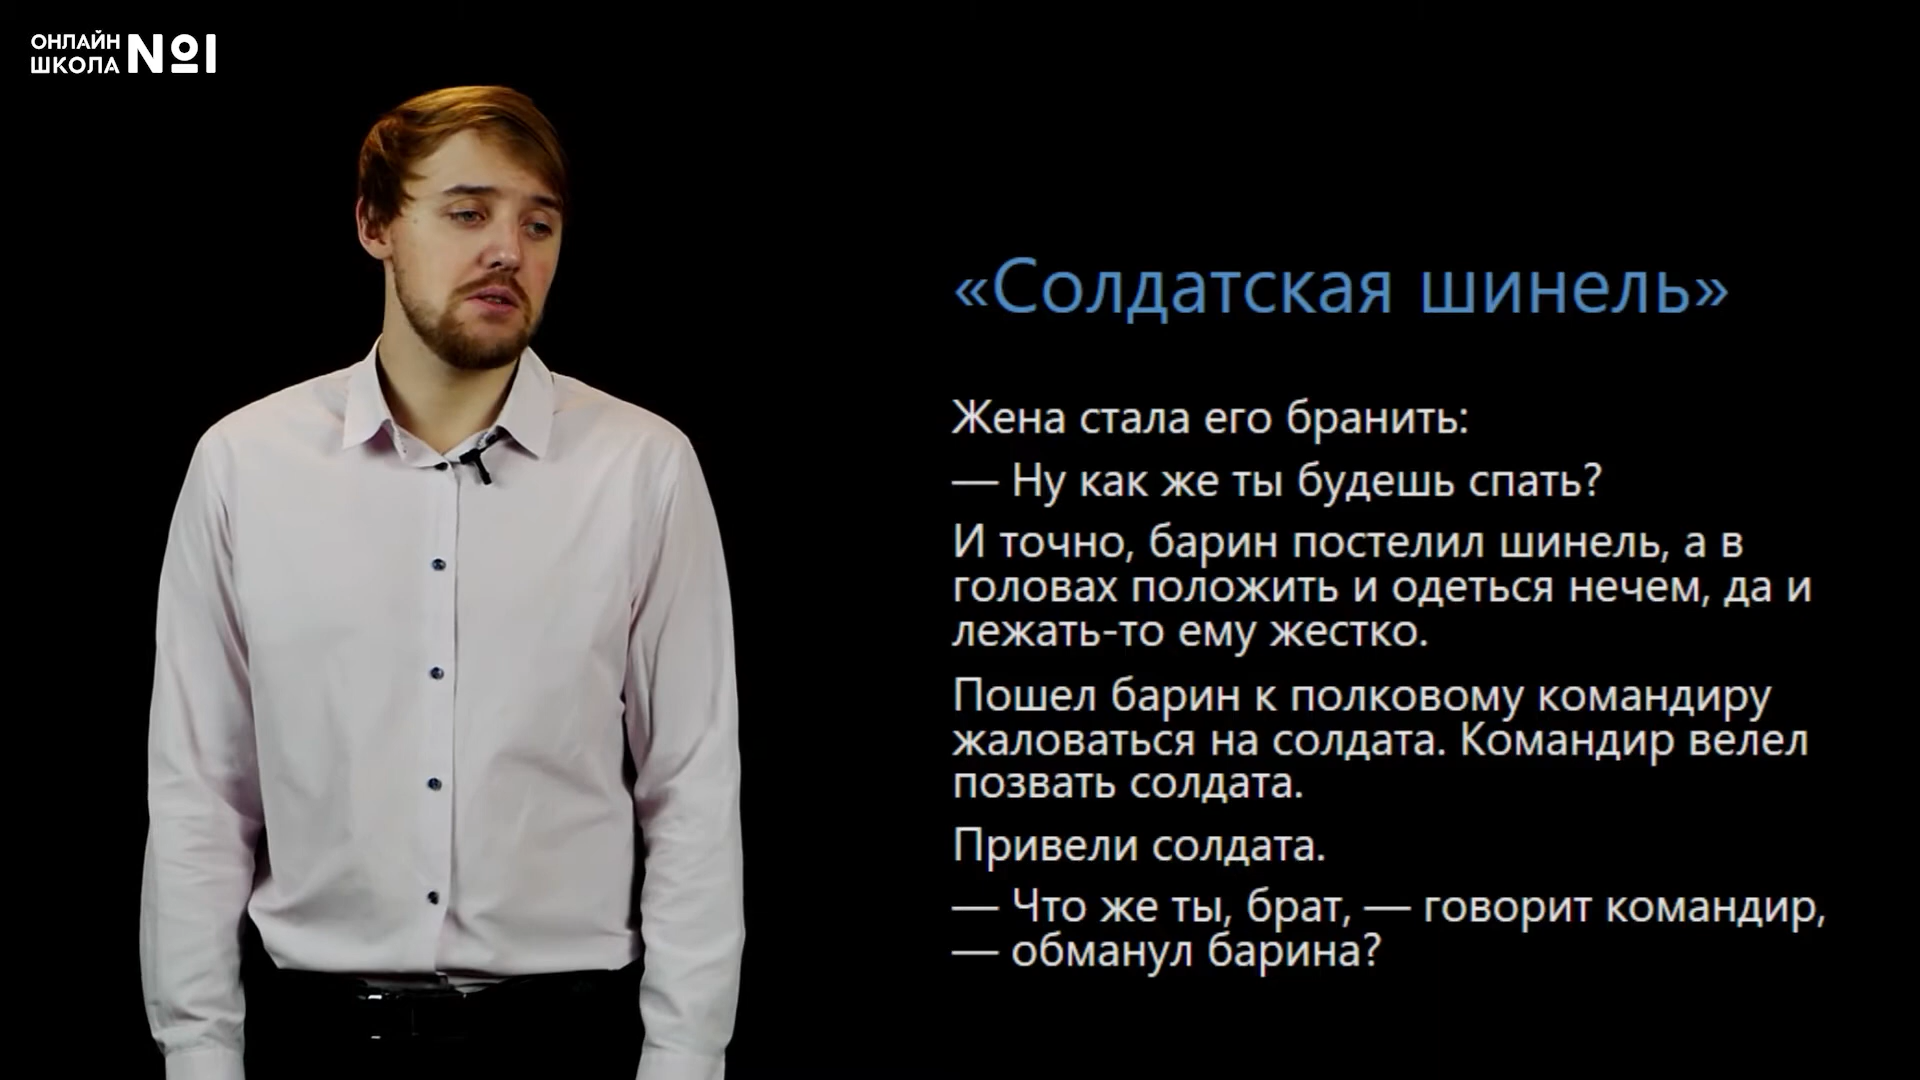 ОНЛАЙН
ШКОЛА №1
«Солдатская шинель»
Жена стала его бранить:
— Ну как же ты будешь спать?
И точно, барин постелил шинель, а в
головах положить и одеться нечем, да и
лежать-то ему жестко.
Пошел барин к полковому командиру
жаловаться на солдата. Командир велел
позвать солдата.
Привели солдата.
— Что же ты, брат, — говорит командир,
— обманул барина?